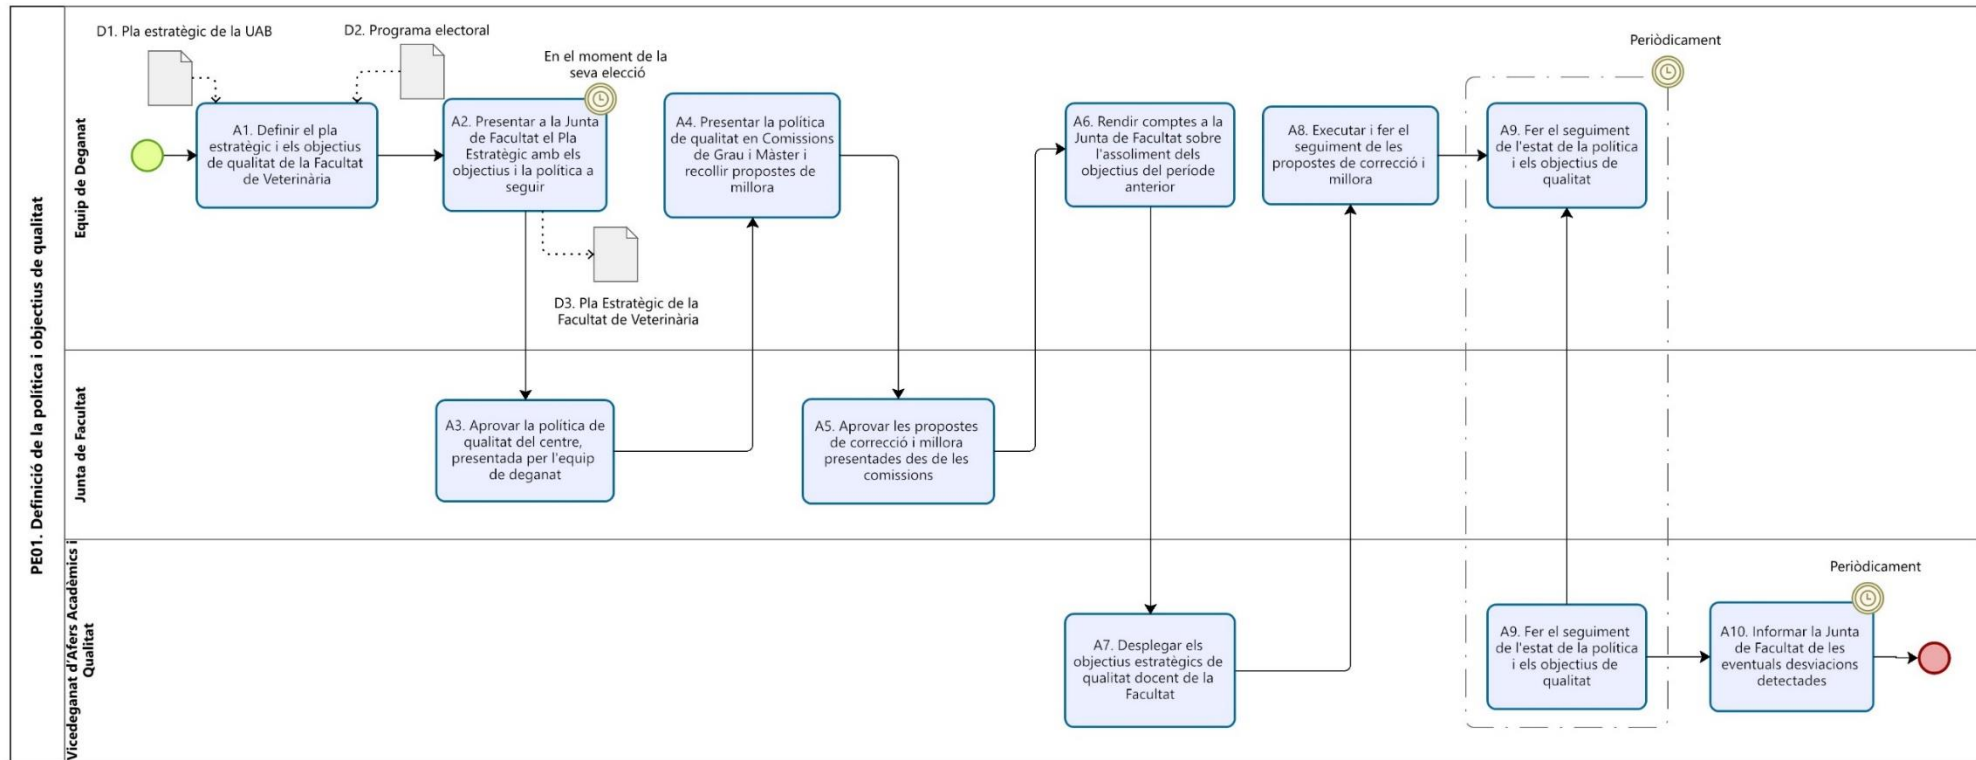 PE01. Definició de la política i objectius de qualitat
Equip de Deganat
D1. Pla estratègic de la UAB
D2. Programa electoral
En el moment de la
seva elecció
A1. Definir el pla
estratègic i els objectius
de qualitat de la Facultat
de Veterinària
A2. Presentar a la Junta
de Facultat el Pla
Estratègic amb els
objectius i la política a
seguir
D3. Pla Estratègic de la
Facultat de Veterinària
A4. Presentar la política
de qualitat en Comissions
de Grau i Màster i
recollir propostes de
millora
A6. Rendir comptes a la
Junta de Facultat sobre
l'assoliment dels
objectius del període
anterior
A8. Executar i fer el
seguiment de les
propostes de correcció i
millora
Periòdicament
A9. Fer el seguiment
de l'estat de la política
i els objectius de
qualitat
Junta de Facultat
A3. Aprovar la política de
qualitat del centre,
presentada per l'equip
de deganat
A5. Aprovar les propostes
de correcció i millora
presentades des de les
comissions
Vicedeganat d'Afers Acadèmics i
Qualitat
A7. Desplegar els
objectius estratègics de
qualitat docent de la
Facultat
A9. Fer el seguiment
de l'estat de la política
i els objectius de
qualitat
Periòdicament
A10. Informar la Junta
de Facultat de les
eventuals desviacions
detectades